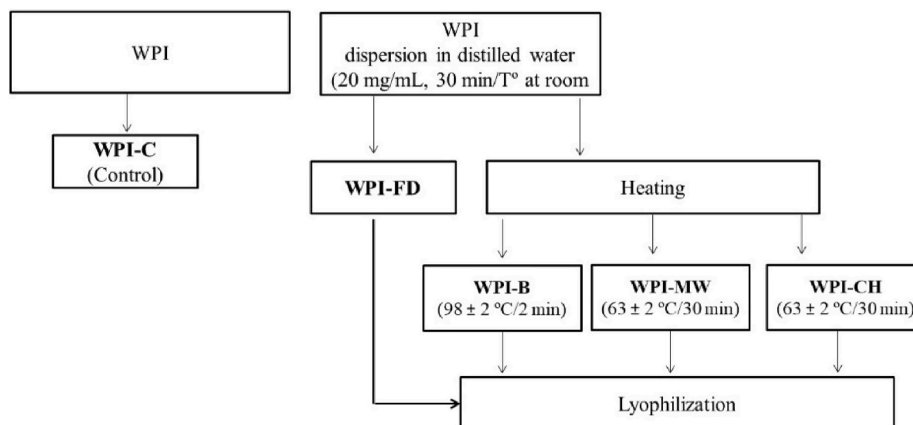 WPI
WPI
dispersion in distilled water
(20 mg/mL, 30 min/Tº at room
WPI-C
(Control)
WPI-FD
Heating
WPI-B
(98 ± 2 ºC/2 min)
WPI-MW
(63 ± 2 ºC/30 min)
WPI-CH
(63 ± 2 ºC/30 min)
Lyophilization